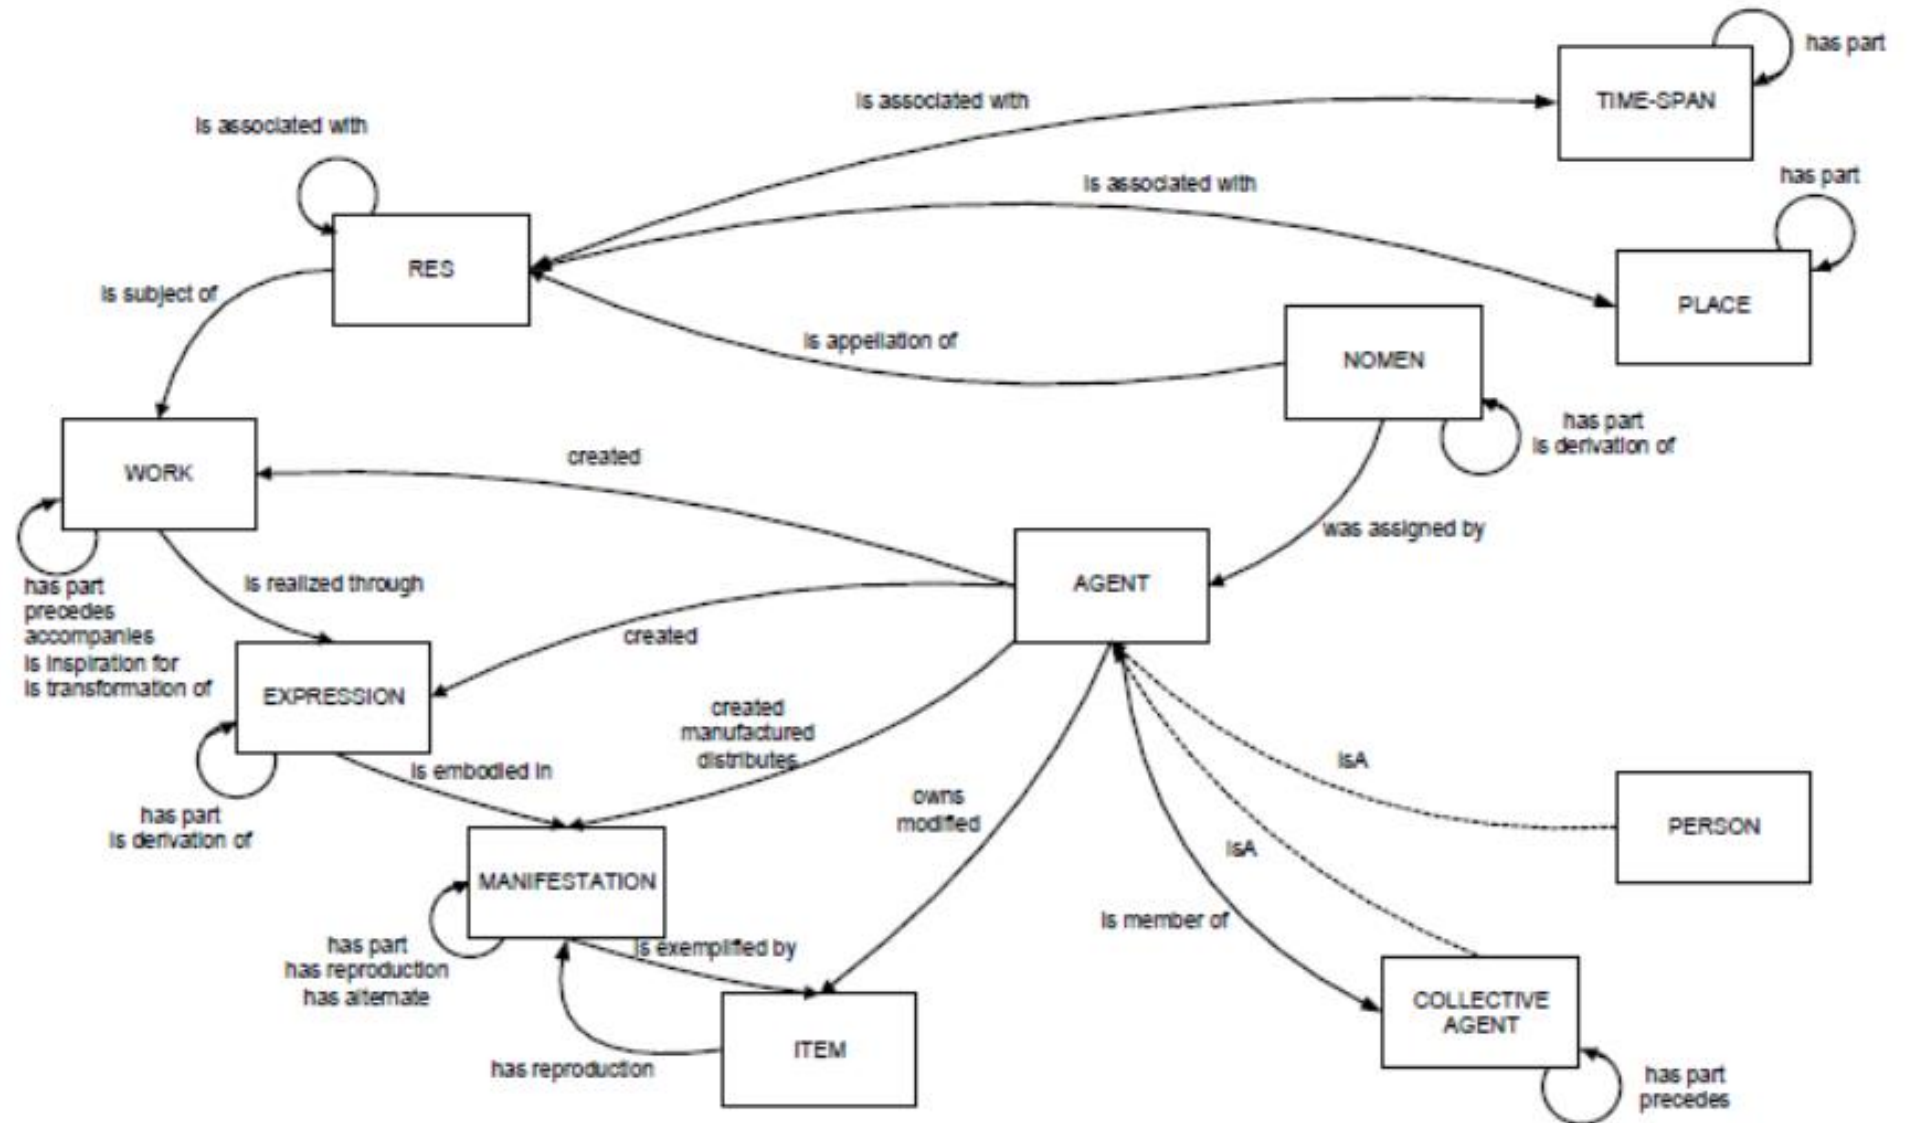 has part
Is associated with
TIME-SPAN
Is associated with
has part
Is associated with
RES
Is subject of
PLACE
Is appellation of
NOMEN
has part
Is derivation of
created
WORK
was assigned by
has part
precedes
accompanies
Is Inspiration for
Is transformation of
Is realized through
AGENT
created
EXPRESSION
created
manufactured
distributes
Is embodied In
IsA
owns
modified
has part
Is derivation of
PERSON
IsA
MANIFESTATION
Is member of
has part
has reproduction
has alternate
Is exemplified by
COLLECTIVE
AGENT
ITEM
has reproduction
has part
precedes